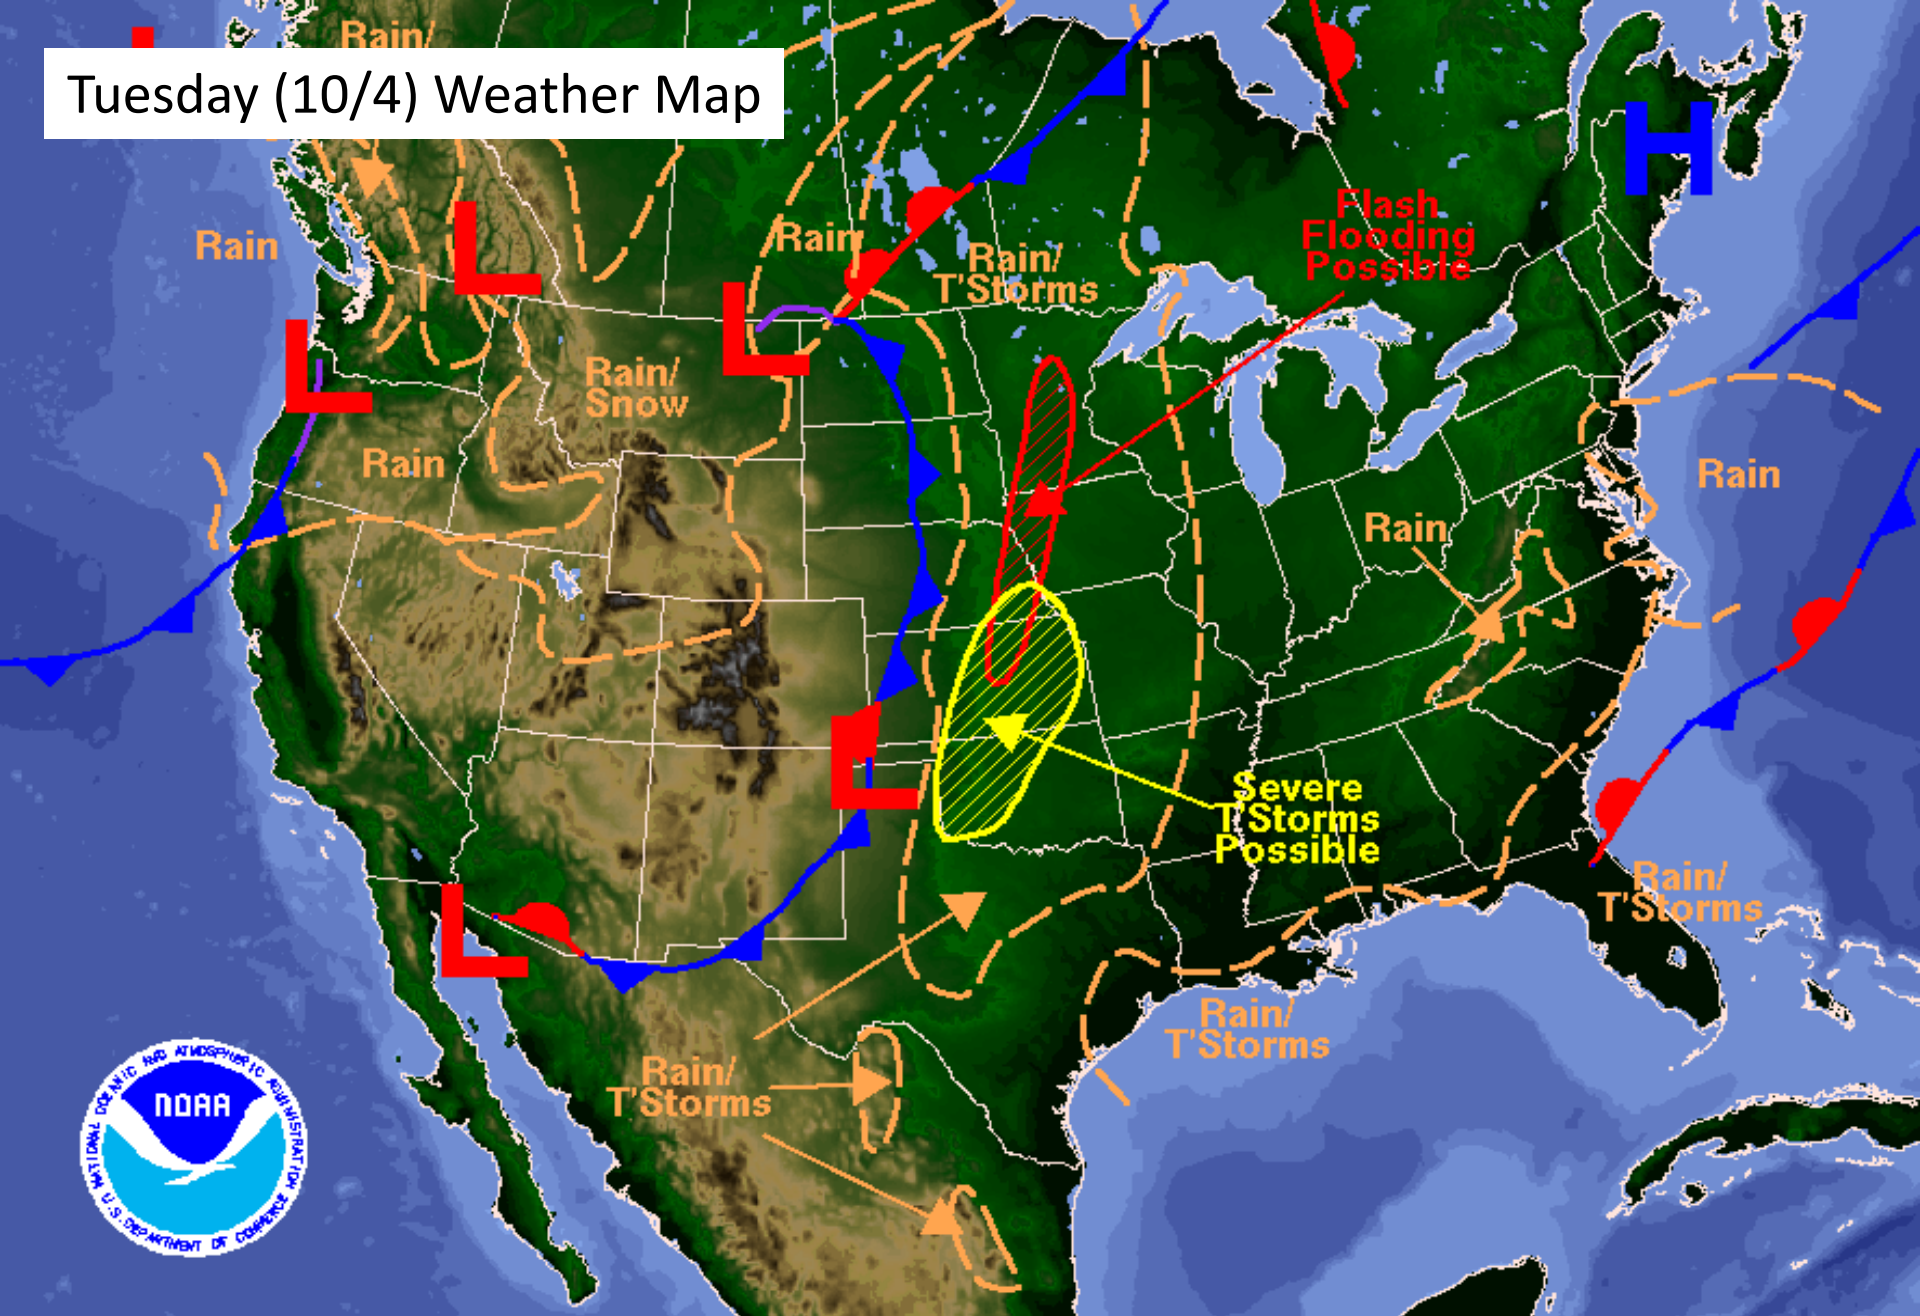 Rain/
Tuesday (10/4) Weather Map
H
Flash
Flooding
Possible
Rain
L
Rain
Rain/
T'Storms
L
L
Rain/
Snow
Rain
Rain
Rain
L
Severe
T'Storms
Possible
Rain/
T'Storms
L
Rain/
T'Storms
Rain/
T'Storms
NOAA
NATIONAL OCEANIC AND ATMOSPHERIC ADMINISTRATION
U.S. DEPARTMENT OF COMMERCE